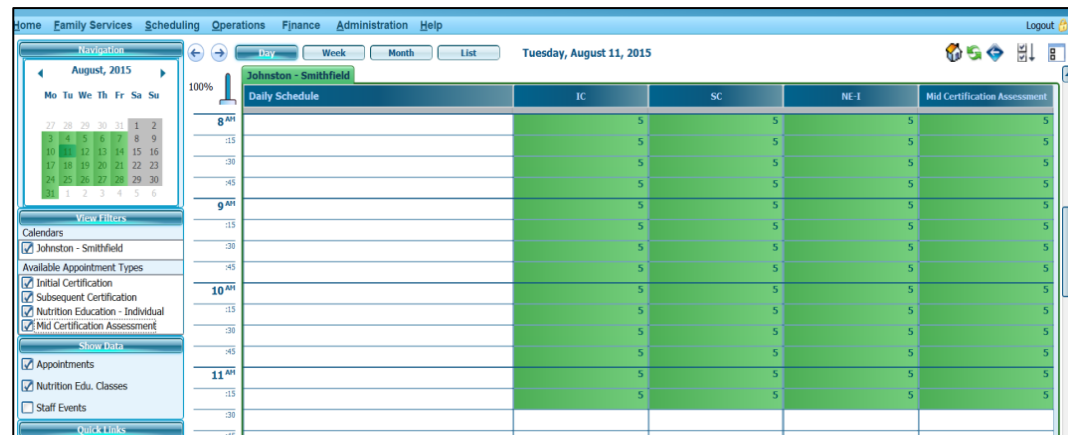 Home Family Services Scheduling Operations Finance Administration Help Logout
Navigation
August, 2015
Mo Tu We Th Fr Sa Su
27 28 29 30 31 1 2
3 4 5 6 7 8 9
10 11 12 13 14 15 16
17 18 19 20 21 22 23
24 25 26 27 28 29 30
31 1 2 3 4 5 6
View Filters
Calendars
Johnston - Smithfield
Available Appointment Types
Initial Certification
Subsequent Certification
Nutrition Education - Individual
Mid Certification Assessment
Show Data
Appointments
Nutrition Edu. Classes
Staff Events
Quick Links
Day Week Month List Tuesday, August 11, 2015
100%
Johnston - Smithfield
Daily Schedule IC SC NE-I Mid Certification Assessment
8 AM 5 5 5 5
:15 5 5 5 5
:30 5 5 5 5
:45 5 5 5 5
9 AM 5 5 5 5
:15 5 5 5 5
:30 5 5 5 5
:45 5 5 5 5
10 AM 5 5 5 5
:15 5 5 5 5
:30 5 5 5 5
:45 5 5 5 5
11 AM 5 5 5 5
:15 5 5 5 5
:30
:45